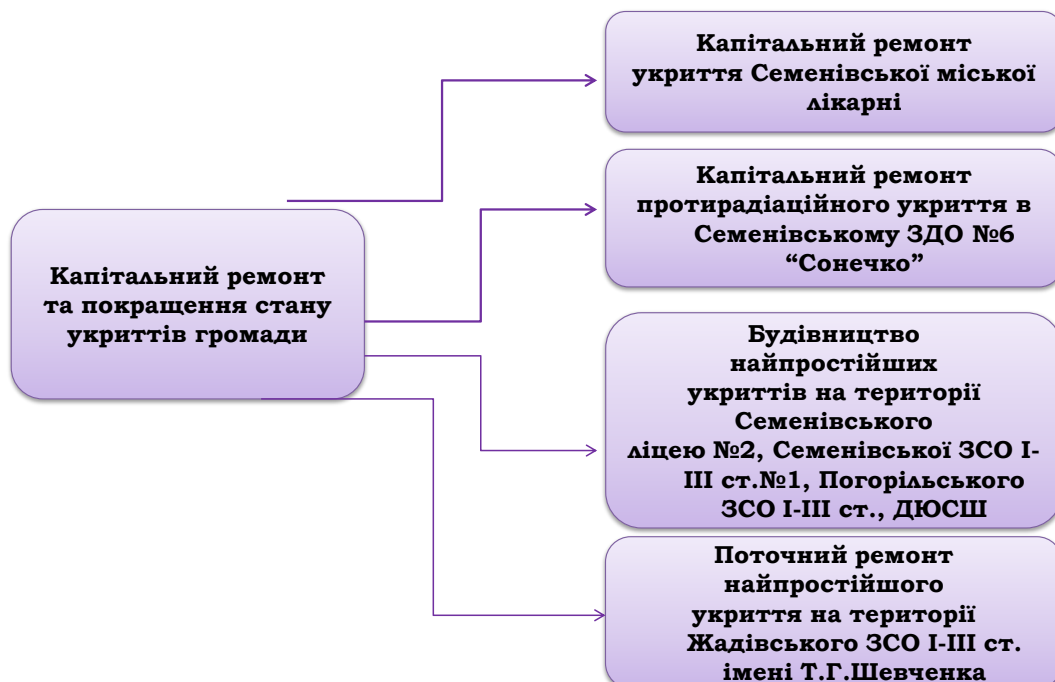 Капітальний ремонт
та покращення стану
укриттів громади
Капітальний ремонт
укриття Семенівської міської
лікарні
Капітальний ремонт
протирадіаційного укриття в
Семенівському ЗДО №6
“Сонечко”
Будівництво
найпростійших
укриттів на території
Семенівського
ліцею №2, Семенівської ЗСО І-
ІІІ ст.№1, Погорільського
ЗСО І-ІІІ ст., ДЮСШ
Поточний ремонт
найпростійшого
укриття на території
Жадівського ЗСО І-ІІІ ст.
імені Т.Г.Шевченка